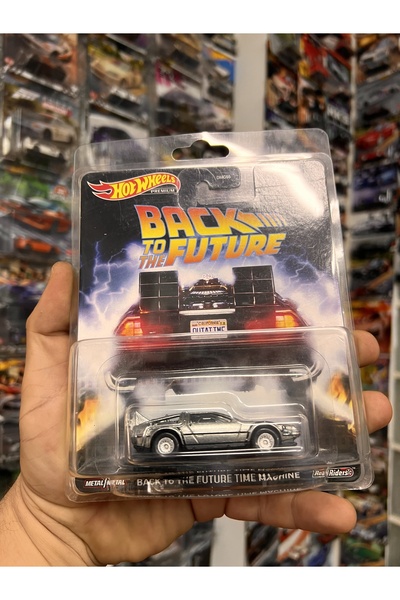 HOT WHEELS
PREMIUM
BACK
TO THE
FUTURE
OUTATIME
BACK TO THE FUTURE TIME MACHINE
METAL/METAL
Real Riders